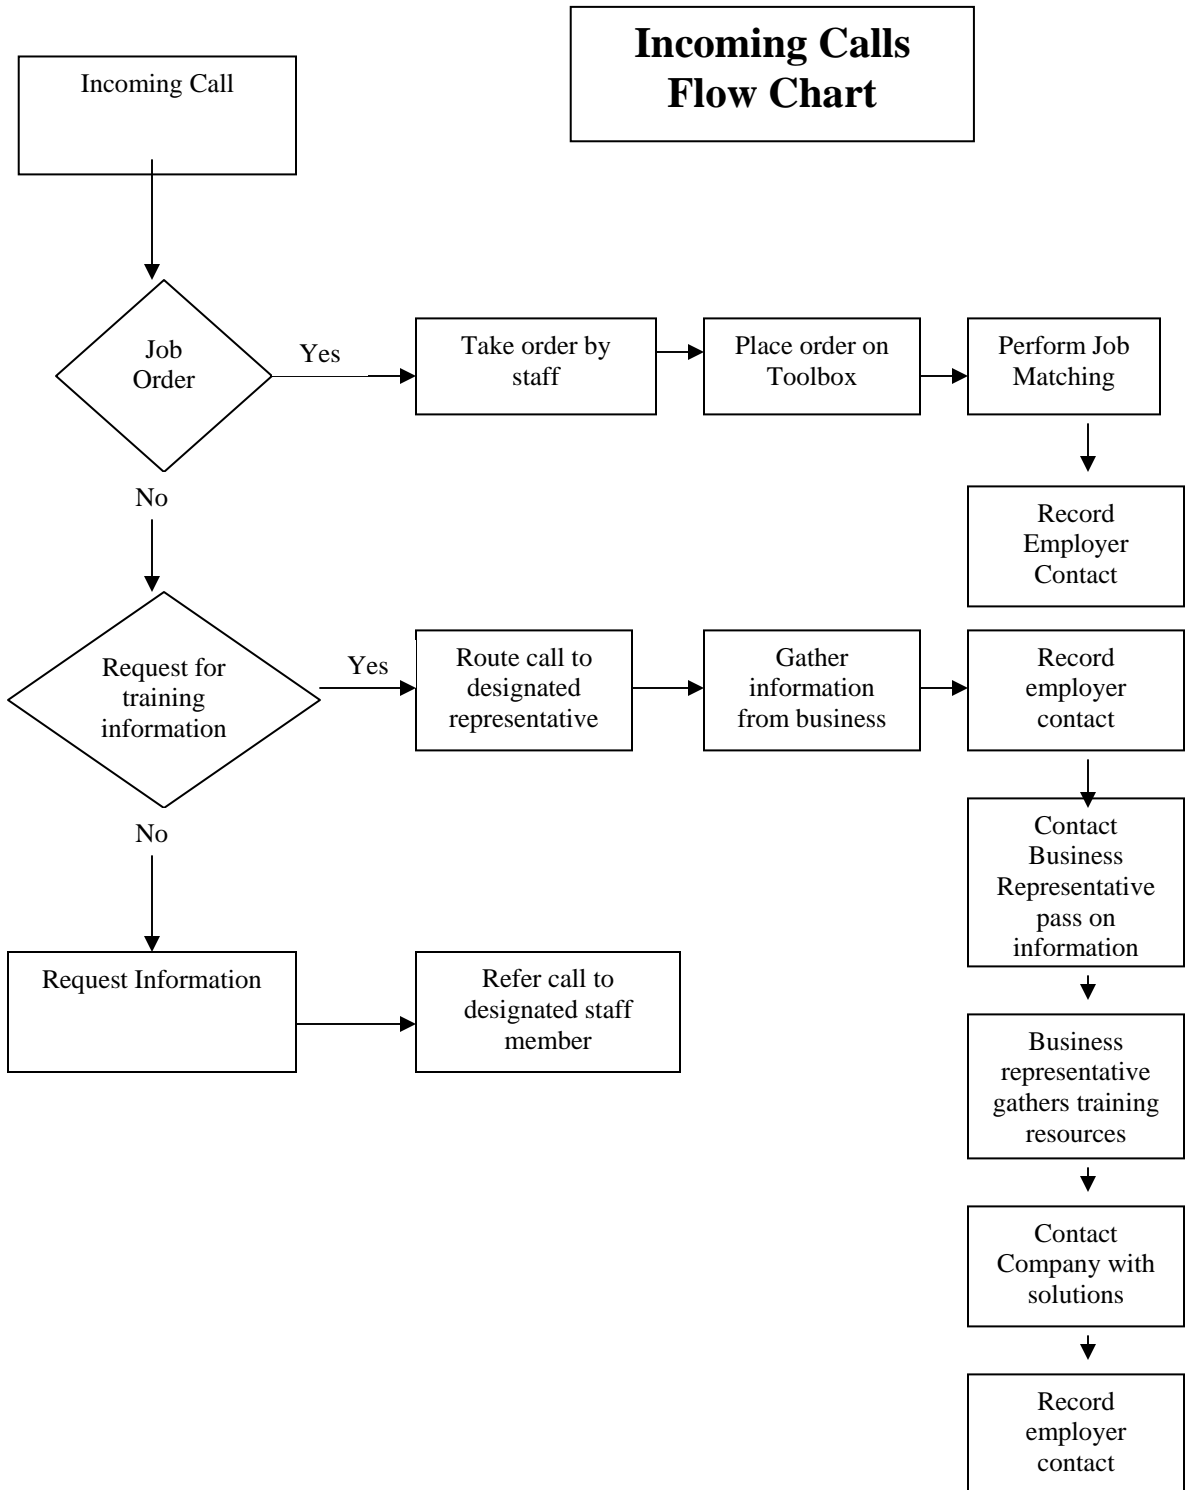 Incoming Calls
Flow Chart
Incoming Call
Job
Order
Yes
Take order by
staff
Place order on
Toolbox
Perform Job
Matching
No
Record
Employer
Contact
Request for
training
information
Yes
Route call to
designated
representative
Gather
information
from business
Record
employer
contact
No
Contact
Business
Representative
pass on
information
Request Information
Refer call to
designated staff
member
Business
representative
gathers training
resources
Contact
Company with
solutions
Record
employer
contact